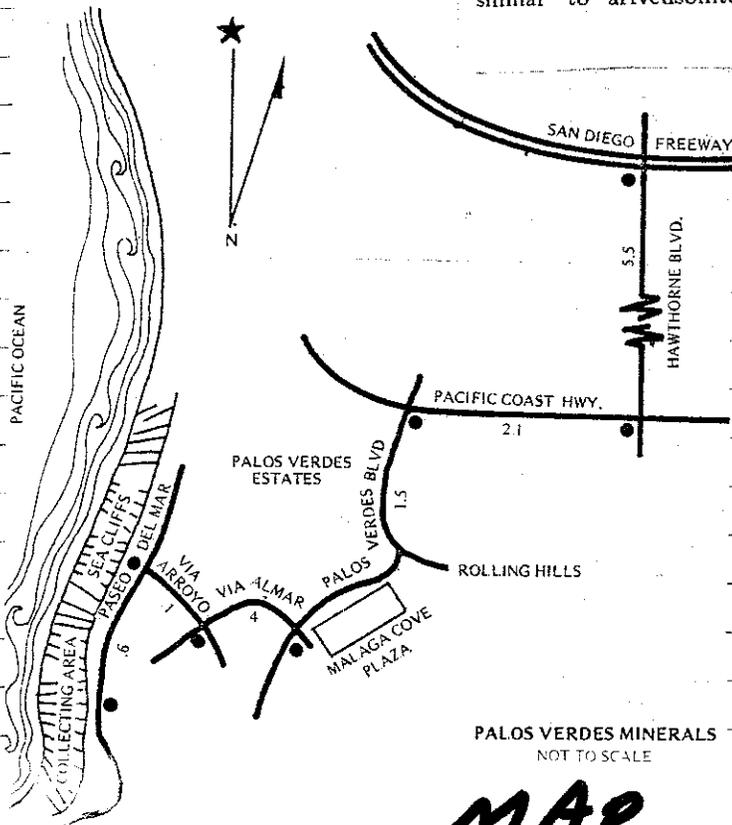 similar to
N
SAN DIEGO FREEWAY
5.5
HAWTHORNE BLVD.
PACIFIC OCEAN
PACIFIC COAST HWY.
2.1
PALOS VERDES
ESTATES
PALOS VERDES BLVD
1.5
ROLLING HILLS
SEA CLIFFS
PASEO DEL MAR
VIA
ARROYO
.1
VIA ALMAR
4
MALAGA COVE
PLAZA
.6
COLLECTING AREA
PALOS VERDES MINERALS
NOT TO SCALE
MAP